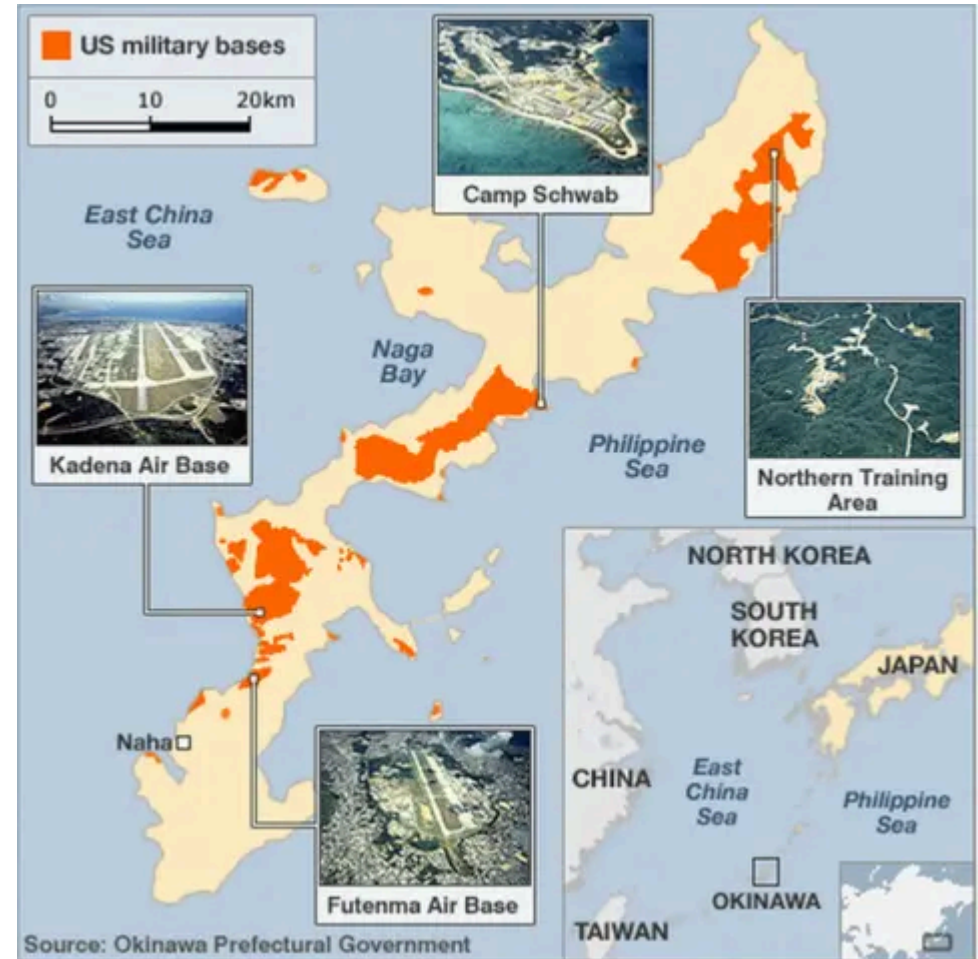 US military bases
0 10 20km
Camp Schwab
East China
Sea
Kadena Air Base
Naga
Bay
Philippine
Sea
Northern Training
Area
Naha
Futenma Air Base
Source: Okinawa Prefectural Government
NORTH KOREA
SOUTH
KOREA
JAPAN
CHINA
East
China
Sea
Philippine
Sea
OKINAWA
TAIWAN